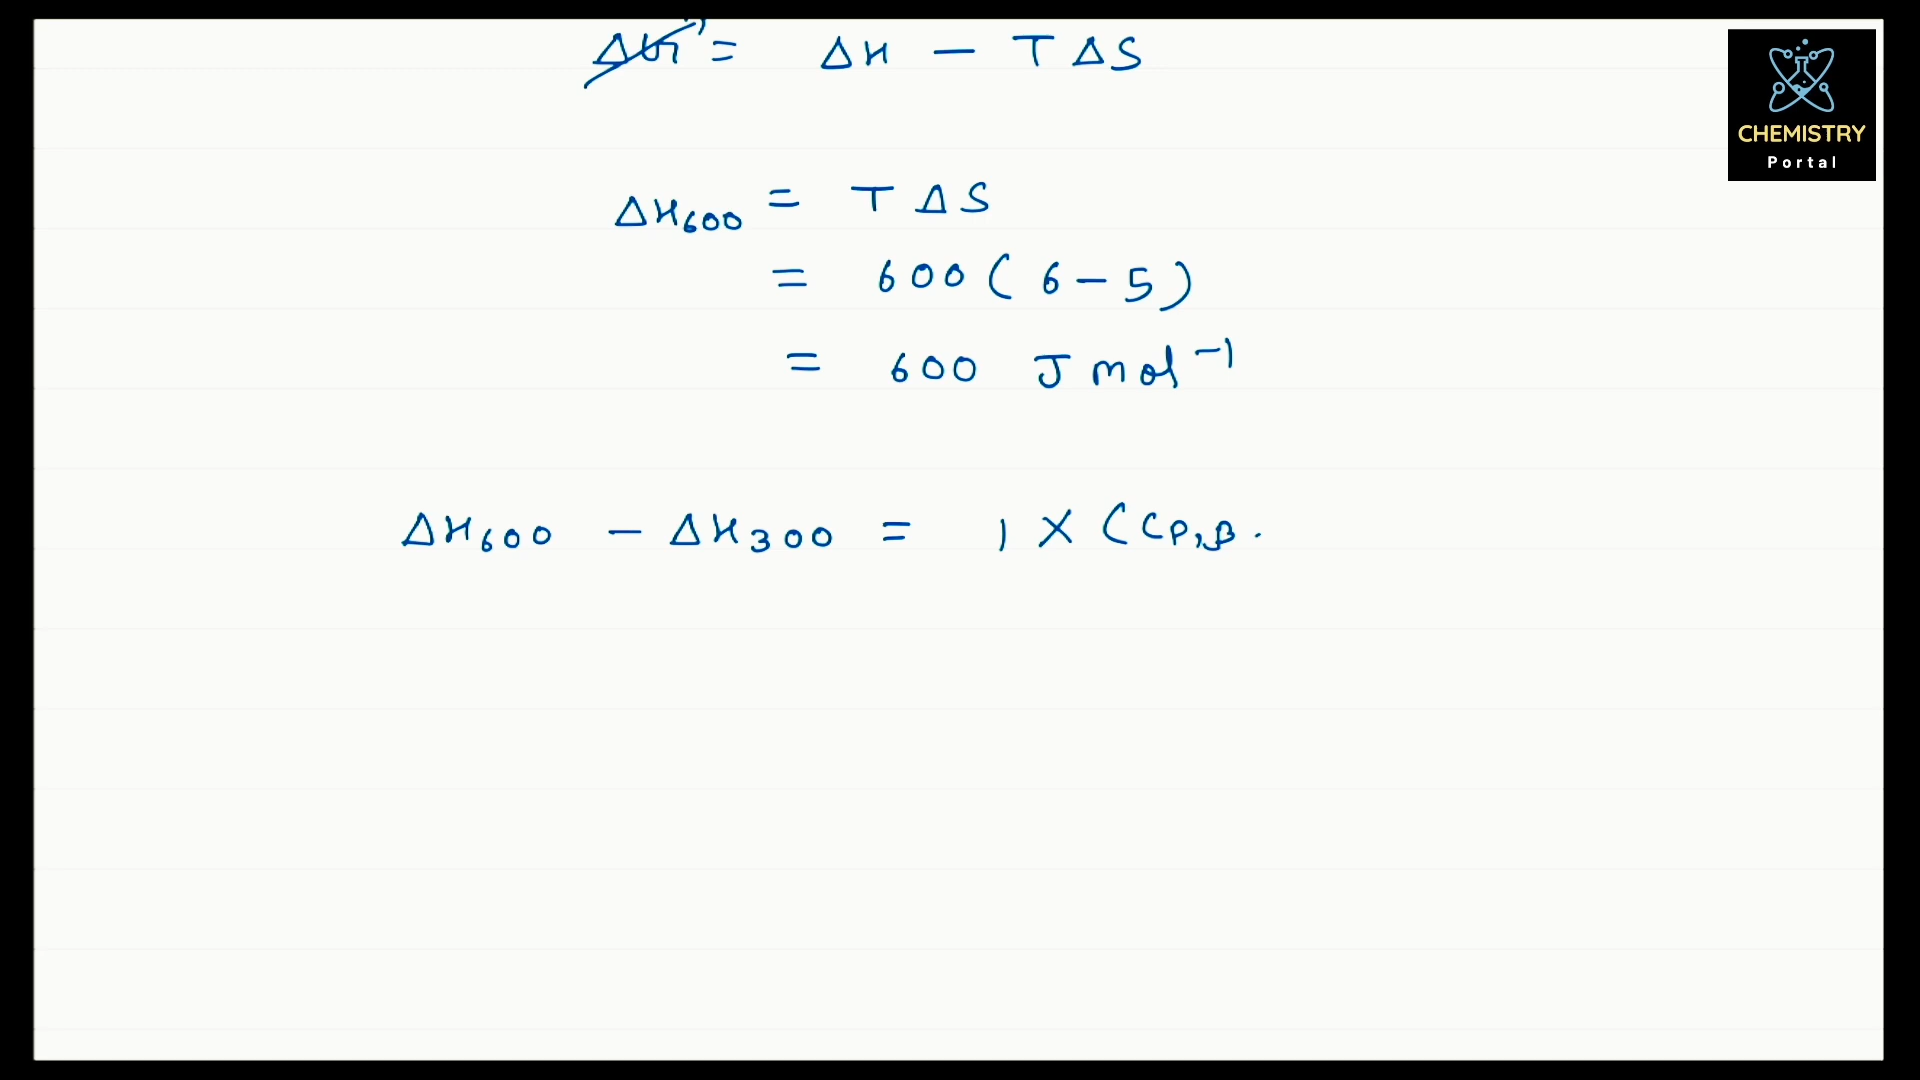 ΔG = ΔH − TΔS
CHEMISTRY
Portal
ΔH₆₀₀ = TΔS
= 600 (6 − 5)
= 600 J mol⁻¹
ΔH₆₀₀ − ΔH₃₀₀ = 1 × (Cp,β